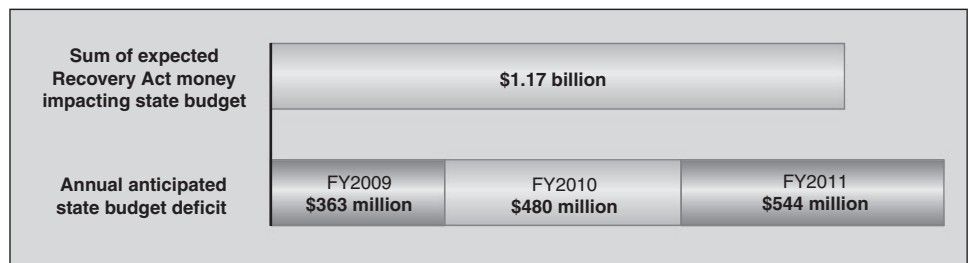 Sum of expected
Recovery Act money
impacting state budget
$1.17 billion
Annual anticipated
state budget deficit
FY2009
$363 million
FY2010
$480 million
FY2011
$544 million